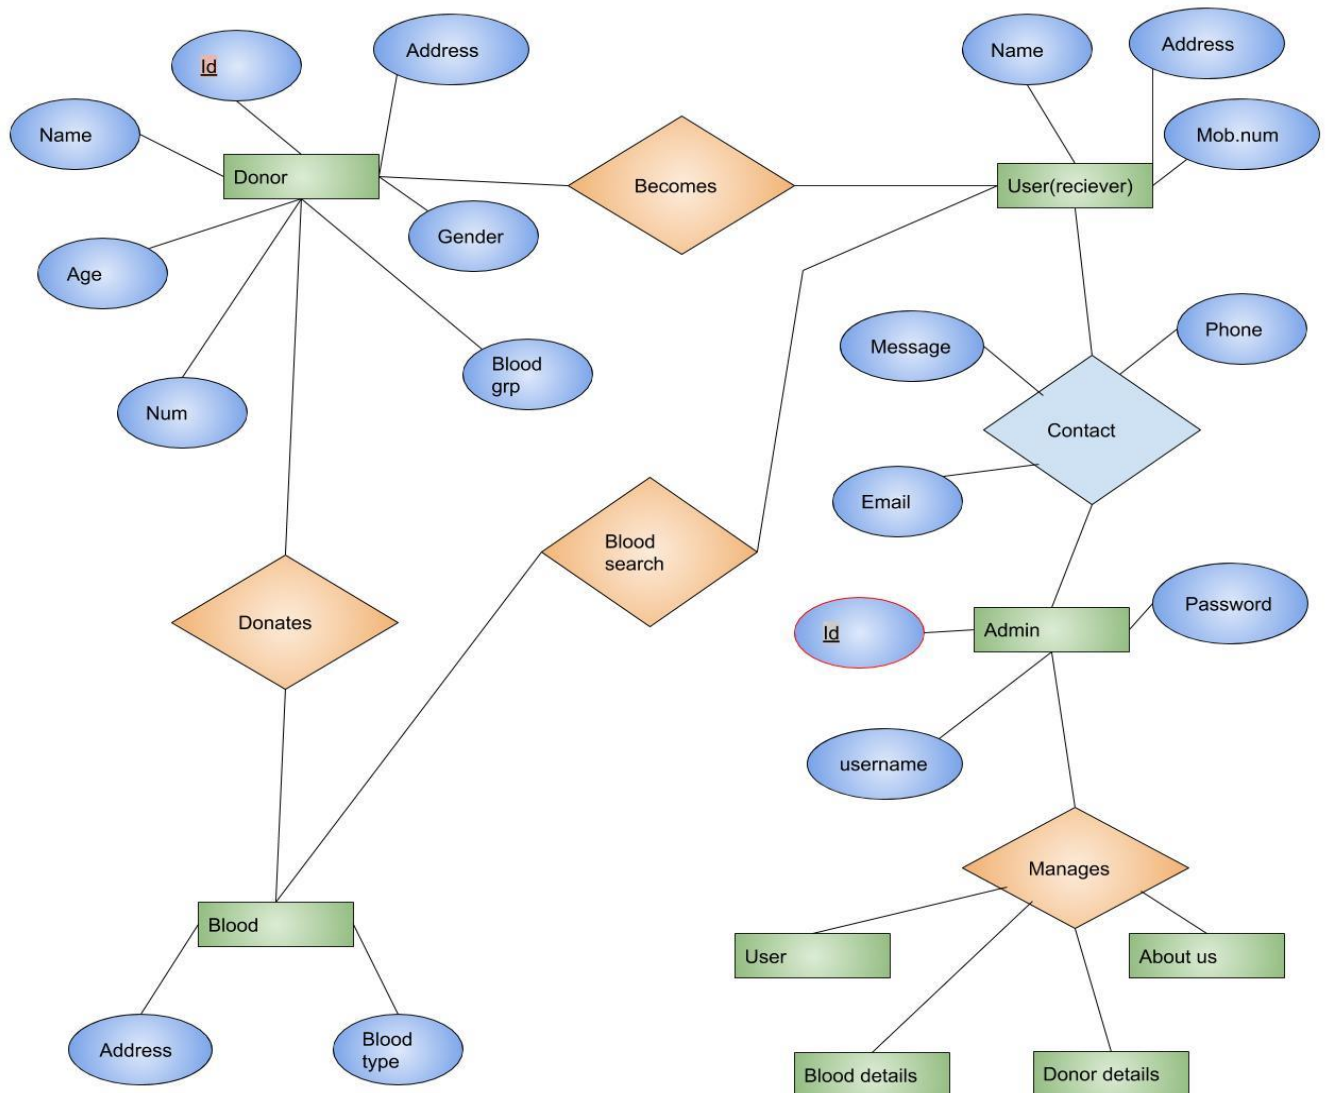 Id
Address
Name
Address
Name
Mob.num
Donor
Becomes
User(reciever)
Gender
Age
Phone
Message
Blood
grp
Num
Contact
Email
Blood
search
Donates
Id
Admin
Password
username
Manages
Blood
User
About us
Address
Blood
type
Blood details
Donor details